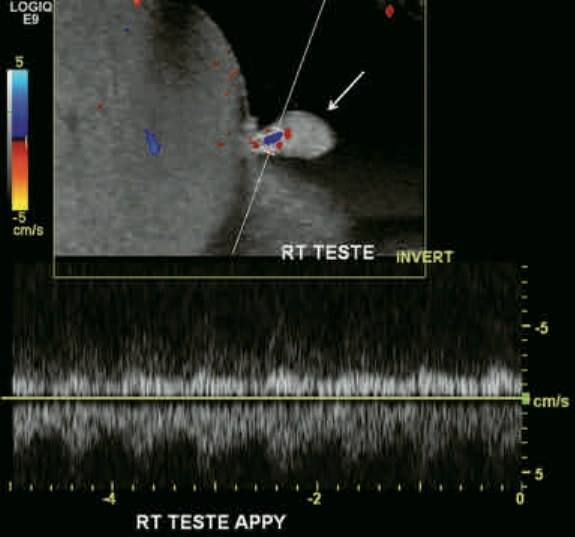 LOGIQ
E9
5
-5
cm/s
RT TESTE
iNVERT
-5
cm/s
5
-4 -2 0
RT TESTE APPY